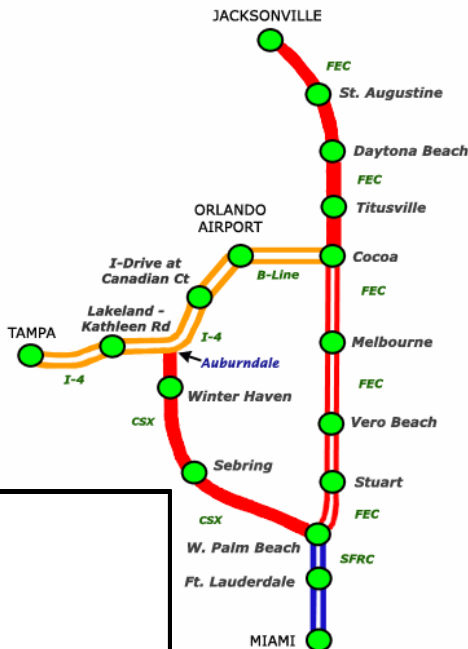 JACKSONVILLE
FEC
St. Augustine
Daytona Beach
FEC
Titusville
ORLANDO
AIRPORT
Cocoa
B-Line
I-Drive at
Canadian Ct
FEC
Lakeland -
Kathleen Rd
TAMPA
I-4
I-4
Auburndale
Melbourne
FEC
Winter Haven
CSX
Vero Beach
Sebring
Stuart
CSX
FEC
W. Palm Beach
SFRC
Ft. Lauderdale
MIAMI